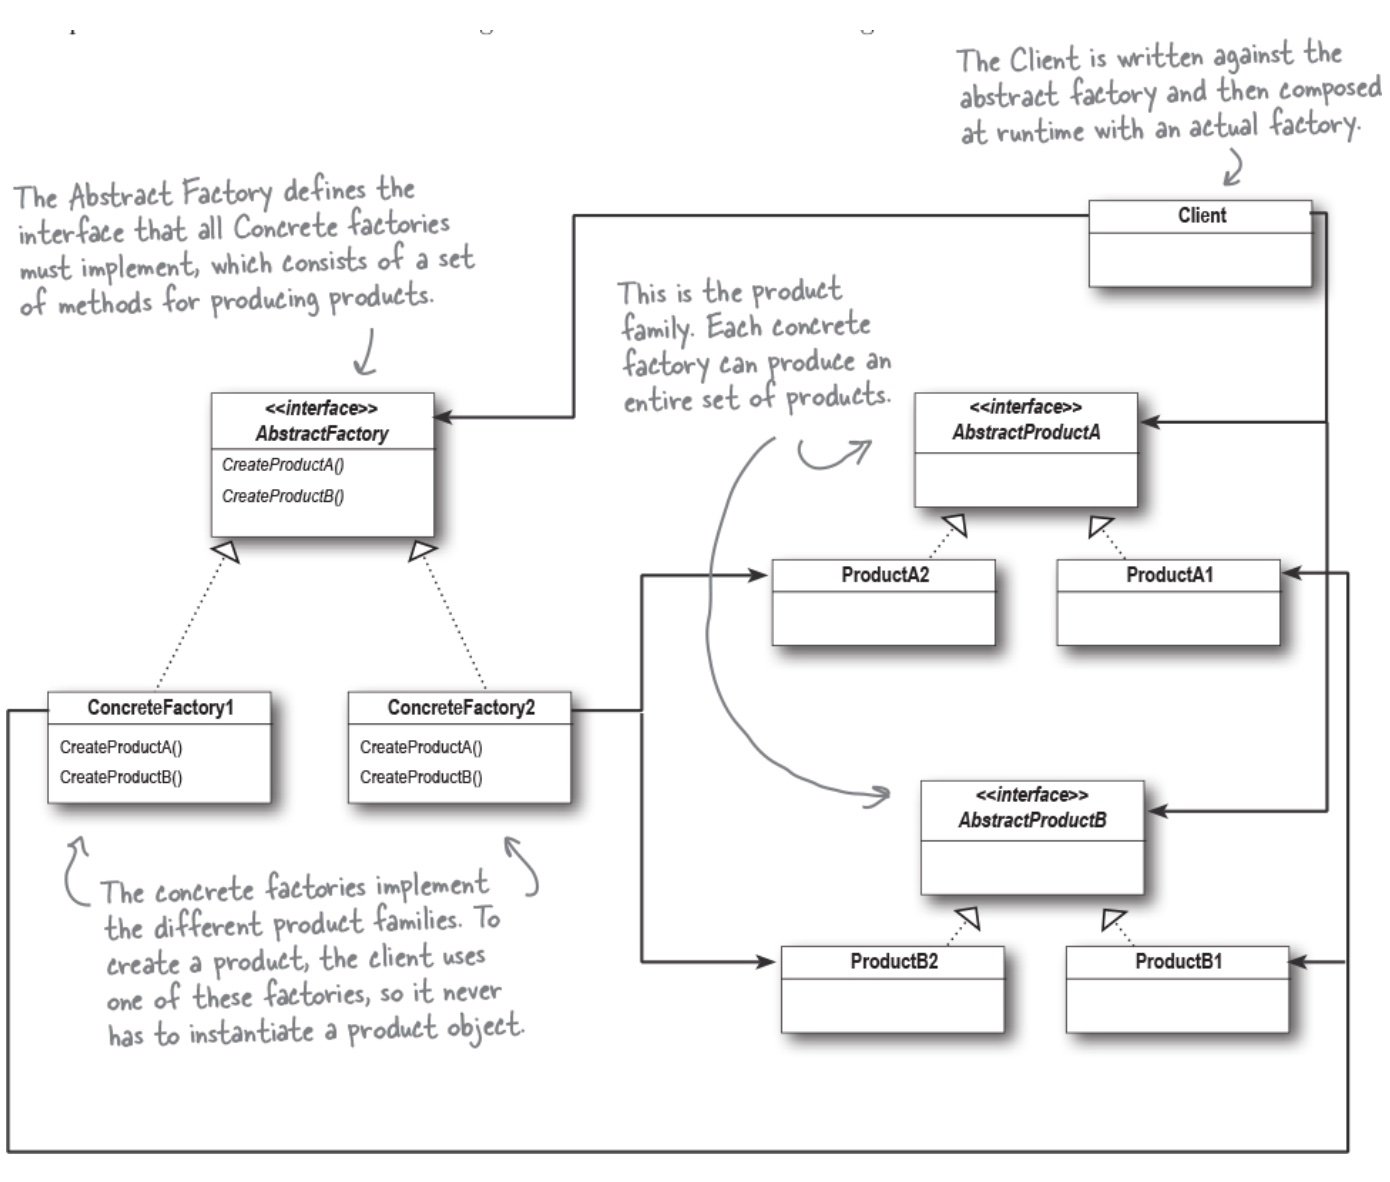 The Client is written against the
abstract factory and then composed
at runtime with an actual factory.
The Abstract Factory defines the
interface that all Concrete factories
must implement, which consists of a set
of methods for producing products.
Client
This is the product
family. Each concrete
factory can produce an
entire set of products.
<<interface>>
AbstractFactory
CreateProductA()
CreateProductB()
<<interface>>
AbstractProductA
ProductA2
ProductA1
ConcreteFactory1
CreateProductA()
CreateProductB()
ConcreteFactory2
CreateProductA()
CreateProductB()
<<interface>>
AbstractProductB
The concrete factories implement
the different product families. To
create a product, the client uses
one of these factories, so it never
has to instantiate a product object.
ProductB2
ProductB1